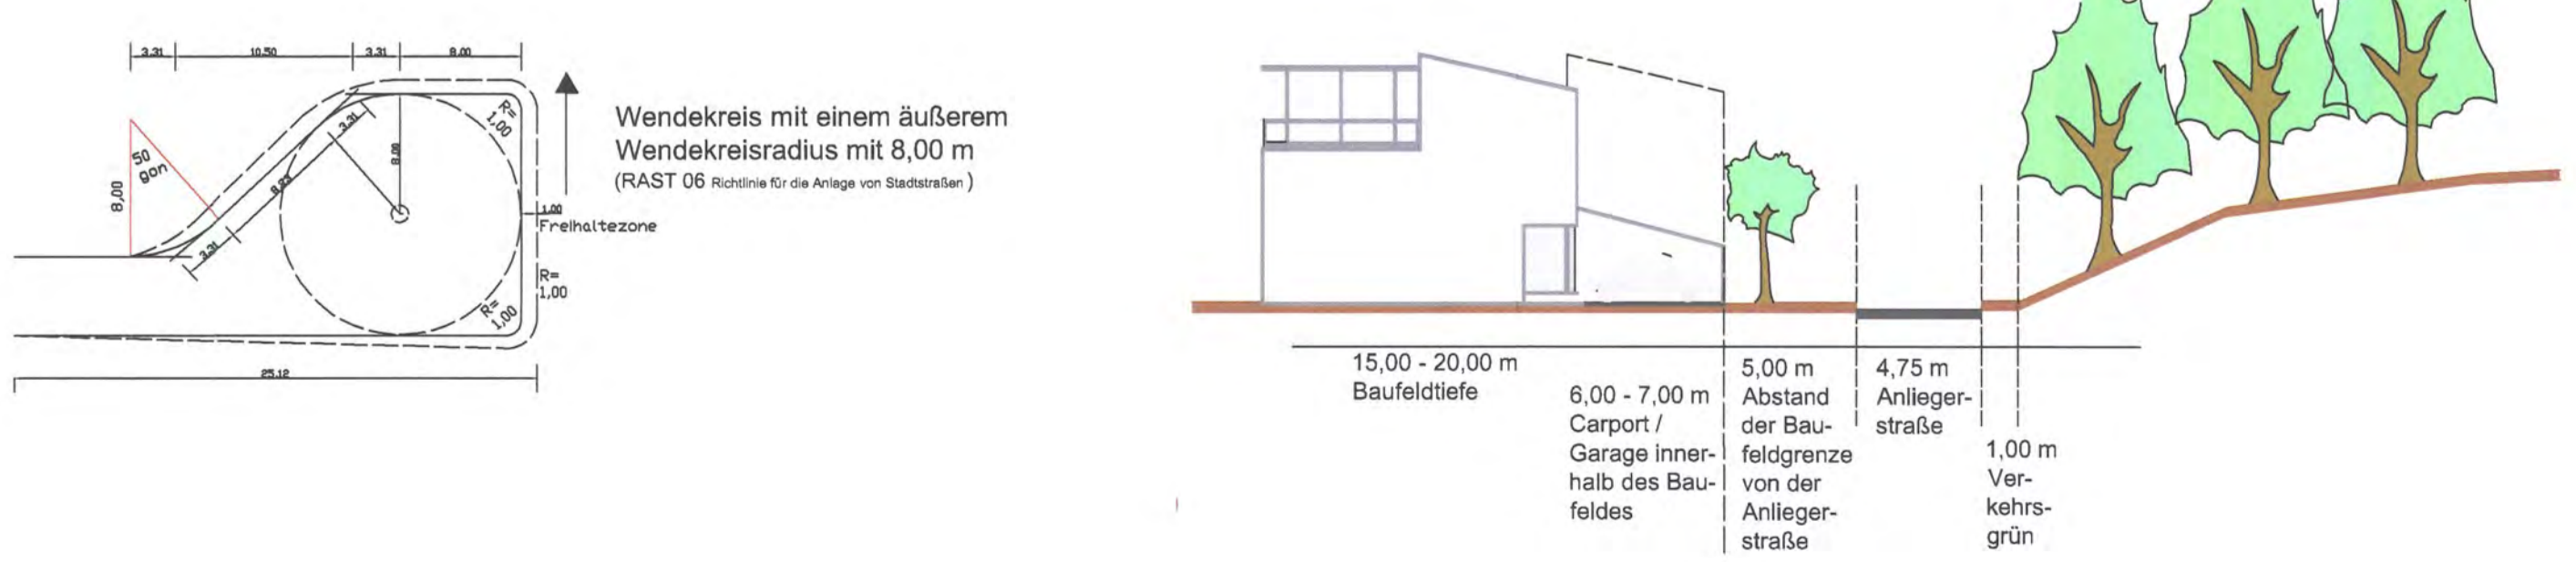 3.31 10.50 3.31 8.00
R=
1,00
3.31
8.00
50
gon
8,00
8.93
3.31
1.00
Freihaltezone
R=
1,00
R=
1,00
25.12
Wendekreis mit einem äußerem
Wendekreisradius mit 8,00 m
(RAST 06 Richtlinie für die Anlage von Stadtstraßen )
15,00 - 20,00 m
Baufeldtiefe
6,00 - 7,00 m
Carport /
Garage inner-
halb des Bau-
feldes
5,00 m
Abstand
der Bau-
feldgrenze
von der
Anlieger-
straße
4,75 m
Anlieger-
straße
1,00 m
Ver-
kehrs-
grün